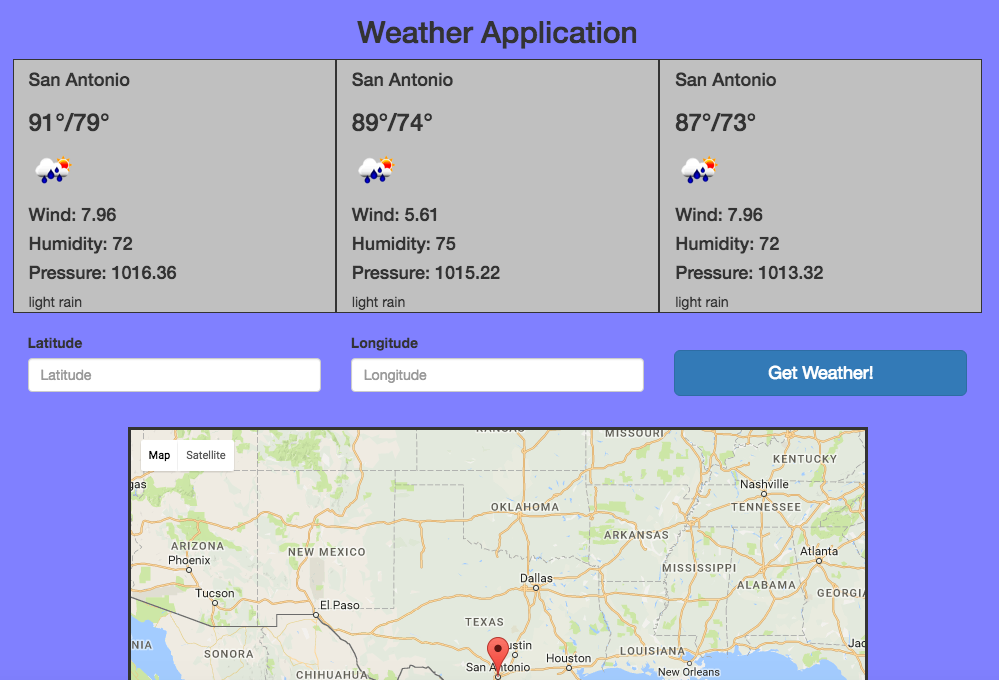 Weather Application
San Antonio
91°/79°
Wind: 7.96
Humidity: 72
Pressure: 1016.36
light rain
San Antonio
89°/74°
Wind: 5.61
Humidity: 75
Pressure: 1015.22
light rain
San Antonio
87°/73°
Wind: 7.96
Humidity: 72
Pressure: 1013.32
light rain
Latitude
Latitude
Longitude
Longitude
Get Weather!
Map
Satellite
KANSAS
MISSOURI
KENTUCKY
gas
Nashville
OKLAHOMA
TENNESSEE
ARKANSAS
ARIZONA
NEW MEXICO
Atlanta
Phoenix
MISSISSIPPI
Dallas
ALABAMA
Tucson
GEORGIA
El Paso
TEXAS
NIA
SONORA
ustin
LOUISIANA
Jac
San Antonio
Houston
CHIHUAHUA
New Orleans